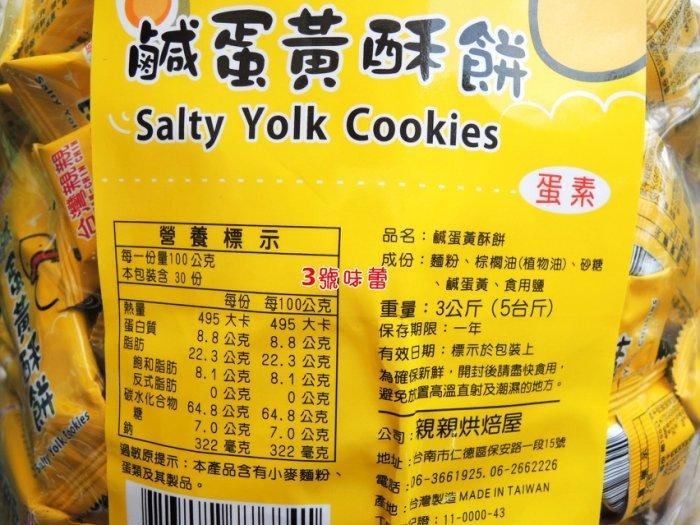 鹹蛋黃酥餅
Salty Yolk Cookies
蛋素
營養標示
每一份量100公克
本包裝含 30 份
每份 每100公克
熱量 495 大卡 495 大卡
蛋白質 8.8 公克 8.8 公克
脂肪 22.3 公克 22.3 公克
飽和脂肪 8.1 公克 8.1 公克
反式脂肪 0 公克 0 公克
碳水化合物 64.8 公克 64.8 公克
糖 7.0 公克 7.0 公克
鈉 322 毫克 322 毫克
過敏原提示：本產品含有小麥麵粉、
蛋類及其製品。
3號味蕾
品名：鹹蛋黃酥餅
成份：麵粉、棕櫚油(植物油)、砂糖
、鹹蛋黃、食用鹽
重量：3公斤 (5台斤)
保存期限：一年
有效日期：標示於包裝上
為確保新鮮，開封後請盡快食用，
避免放置高溫直射及潮濕的地方。
公司：親親烘焙屋
地址：台南市仁德區保安路一段15號
電話：06-3661925. 06-2662226
產地：台灣製造 MADE IN TAIWAN
證：11-0000-43
Salty Yolk Cookies
蛋黃酥餅
Salty Yolk Cookies